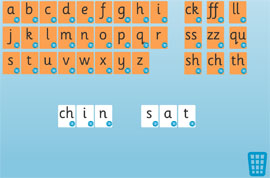 a b c d e f g h i ck ff ll
j k l m n o p q r ss zz qu
s t u v w x y z sh ch th
ch i n s a t